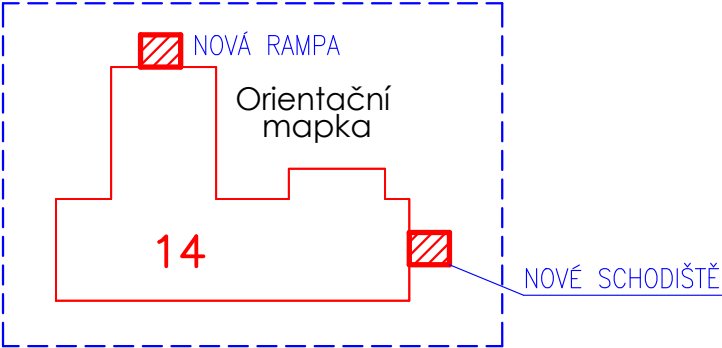 NOVÁ RAMPA
Orientační
mapka
14
NOVÉ SCHODIŠTĚ